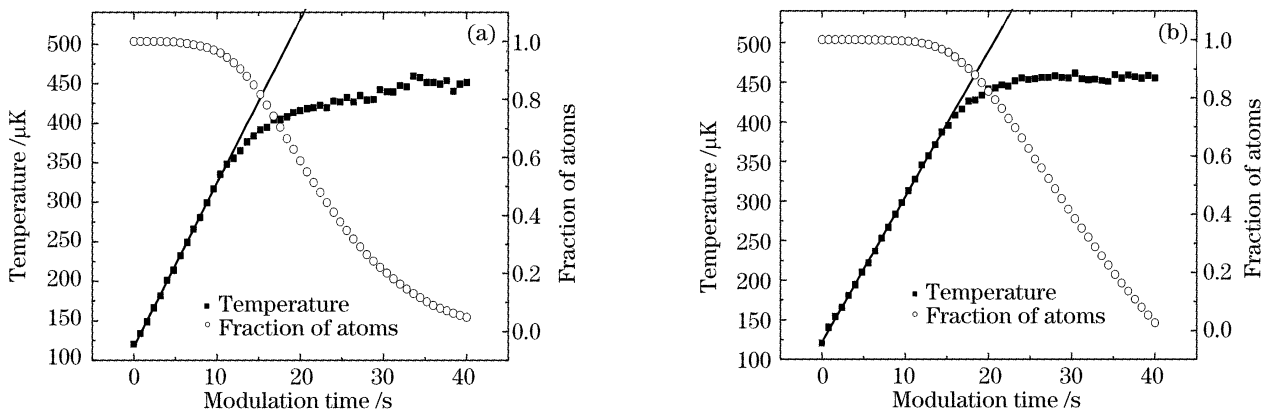 (a)
500
450
400
350
300
250
200
150
100
Temperature /μK
1.0
0.8
0.6
0.4
0.2
0.0
Fraction of atoms
Temperature
Fraction of atoms
0 10 20 30 40
Modulation time /s
(b)
500
450
400
350
300
250
200
150
100
Temperature /μK
1.0
0.8
0.6
0.4
0.2
0.0
Fraction of atoms
Temperature
Fraction of atoms
0 10 20 30 40
Modulation time /s